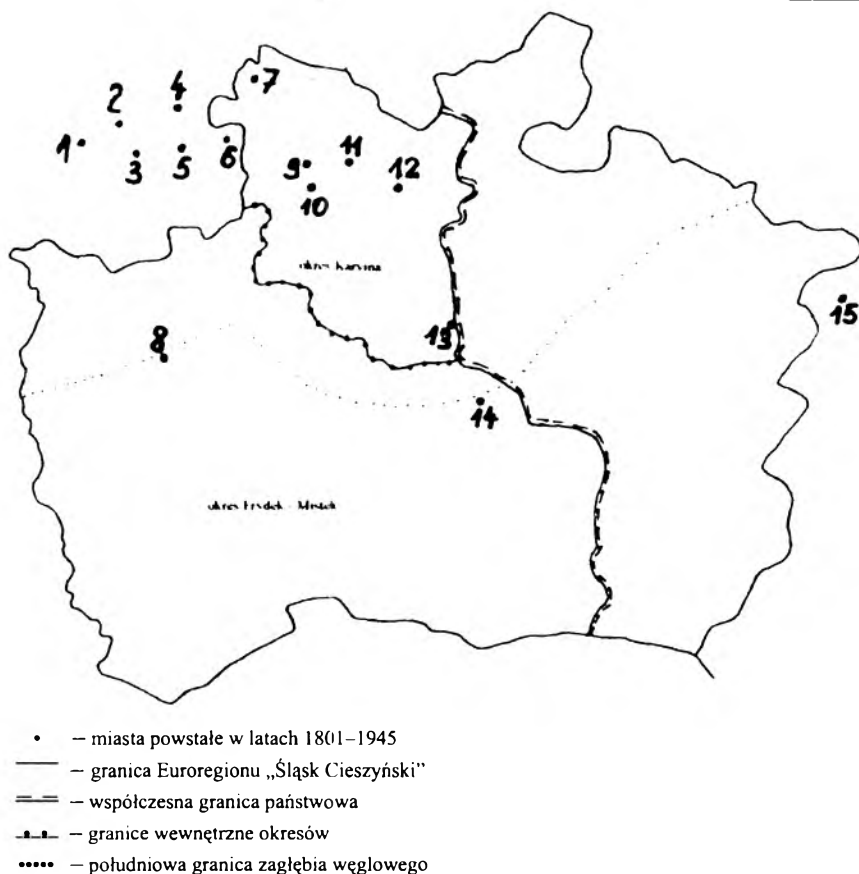 7
4
2
1
3
5
6
11
9
12
10
okres Karvina
15
13
8
14
okres Frydek - Mistek
• – miasta powstałe w latach 1801–1945
– granica Euroregionu „Śląsk Cieszyński”
– współczesna granica państwowa
– granice wewnętrzne okresów
– południowa granica zagłębia węglowego